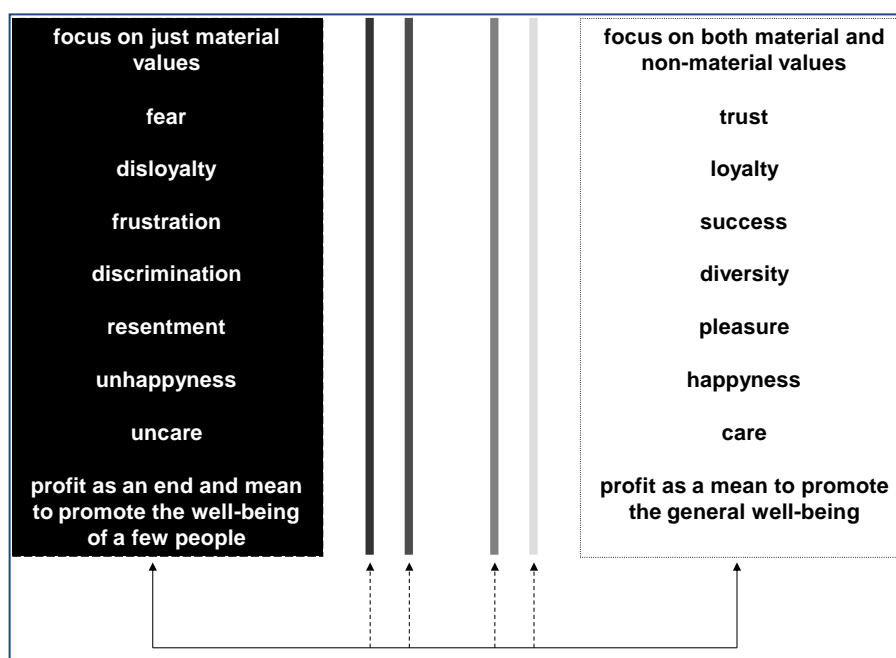 focus on just material
values
fear
disloyalty
frustration
discrimination
resentment
unhappyness
uncare
profit as an end and mean
to promote the well-being
of a few people
focus on both material and
non-material values
trust
loyalty
success
diversity
pleasure
happyness
care
profit as a mean to promote
the general well-being